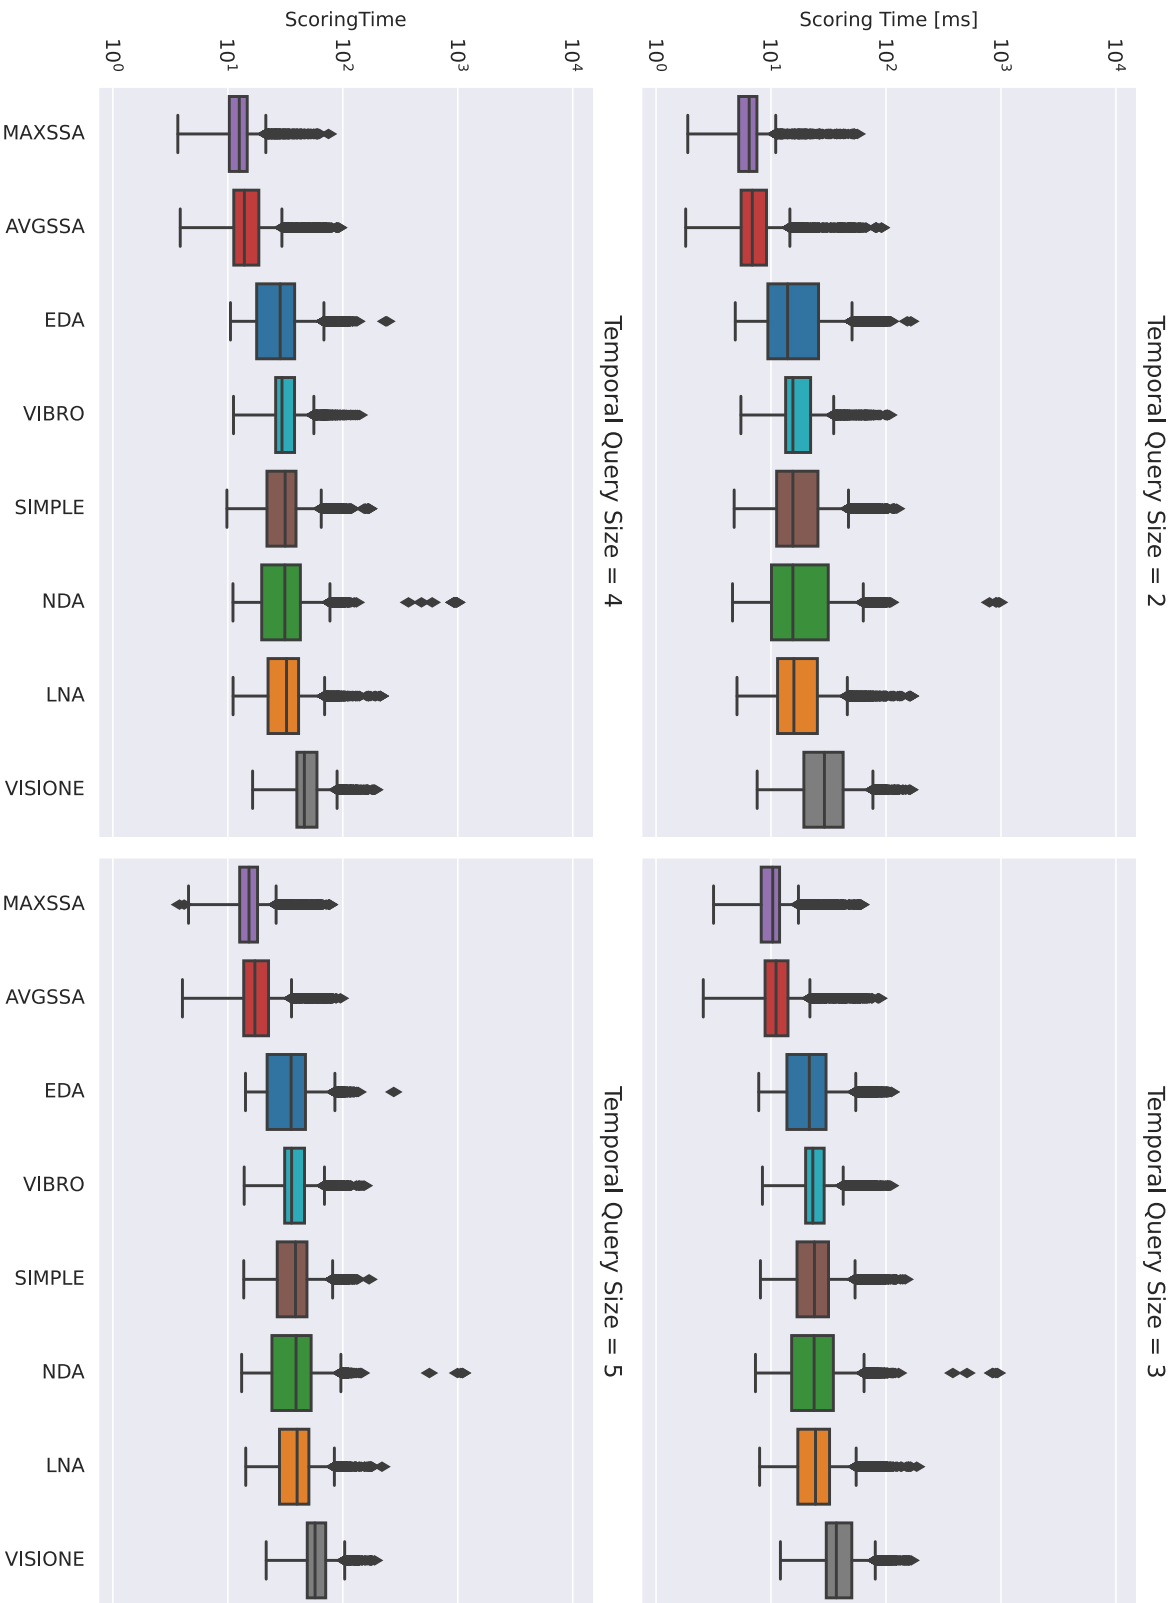 Temporal Query Size = 2
Scoring Time [ms]
10⁰
10¹
10²
10³
10⁴
Temporal Query Size = 3
Temporal Query Size = 4
ScoringTime
10⁰
10¹
10²
10³
10⁴
MAXSSA
AVGSSA
EDA
VIBRO
SIMPLE
NDA
LNA
VISIONE
Temporal Query Size = 5
MAXSSA
AVGSSA
EDA
VIBRO
SIMPLE
NDA
LNA
VISIONE